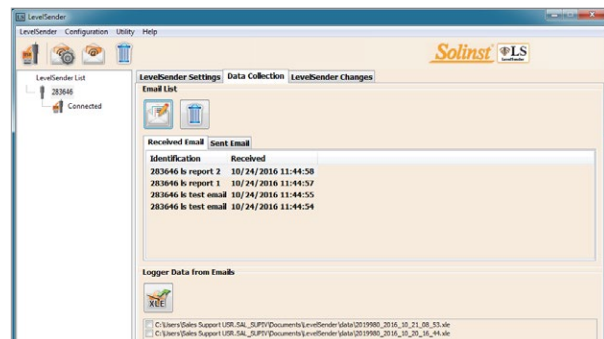 LevelSender
LevelSender Configuration Utility Help
Solinst LS
LevelSender
LevelSender List
283646
Connected
LevelSender Settings Data Collection LevelSender Changes
Email List
Received Email Sent Email
Identification Received
283646 ls report 2 10/24/2016 11:44:58
283646 ls report 1 10/24/2016 11:44:57
283646 ls test email 10/24/2016 11:44:55
283646 ls test email 10/24/2016 11:44:54
Logger Data from Emails
XLE
C:\Users\Sales Support USR.SAL_SUPIV\Documents\LevelSender\data\2019980_2016_10_21_08_53.xle
C:\Users\Sales Support USR.SAL_SUPIV\Documents\LevelSender\data\2019980_2016_10_20_16_44.xle